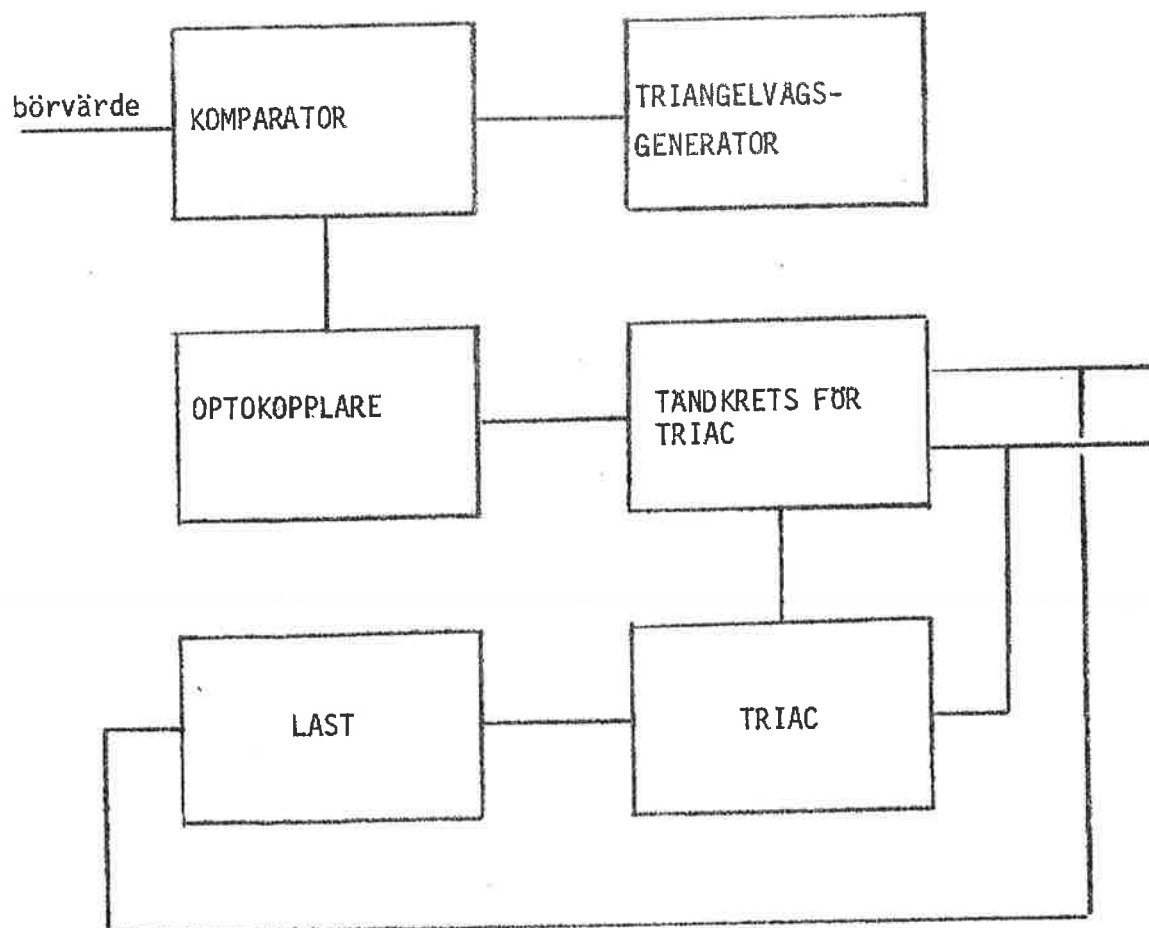 börvärde
KOMPARATOR
TRIANGELVÅGS-
GENERATOR
OPTOKOPPLARE
TÄNDKRETS FÖR
TRIAC
LAST
TRIAC